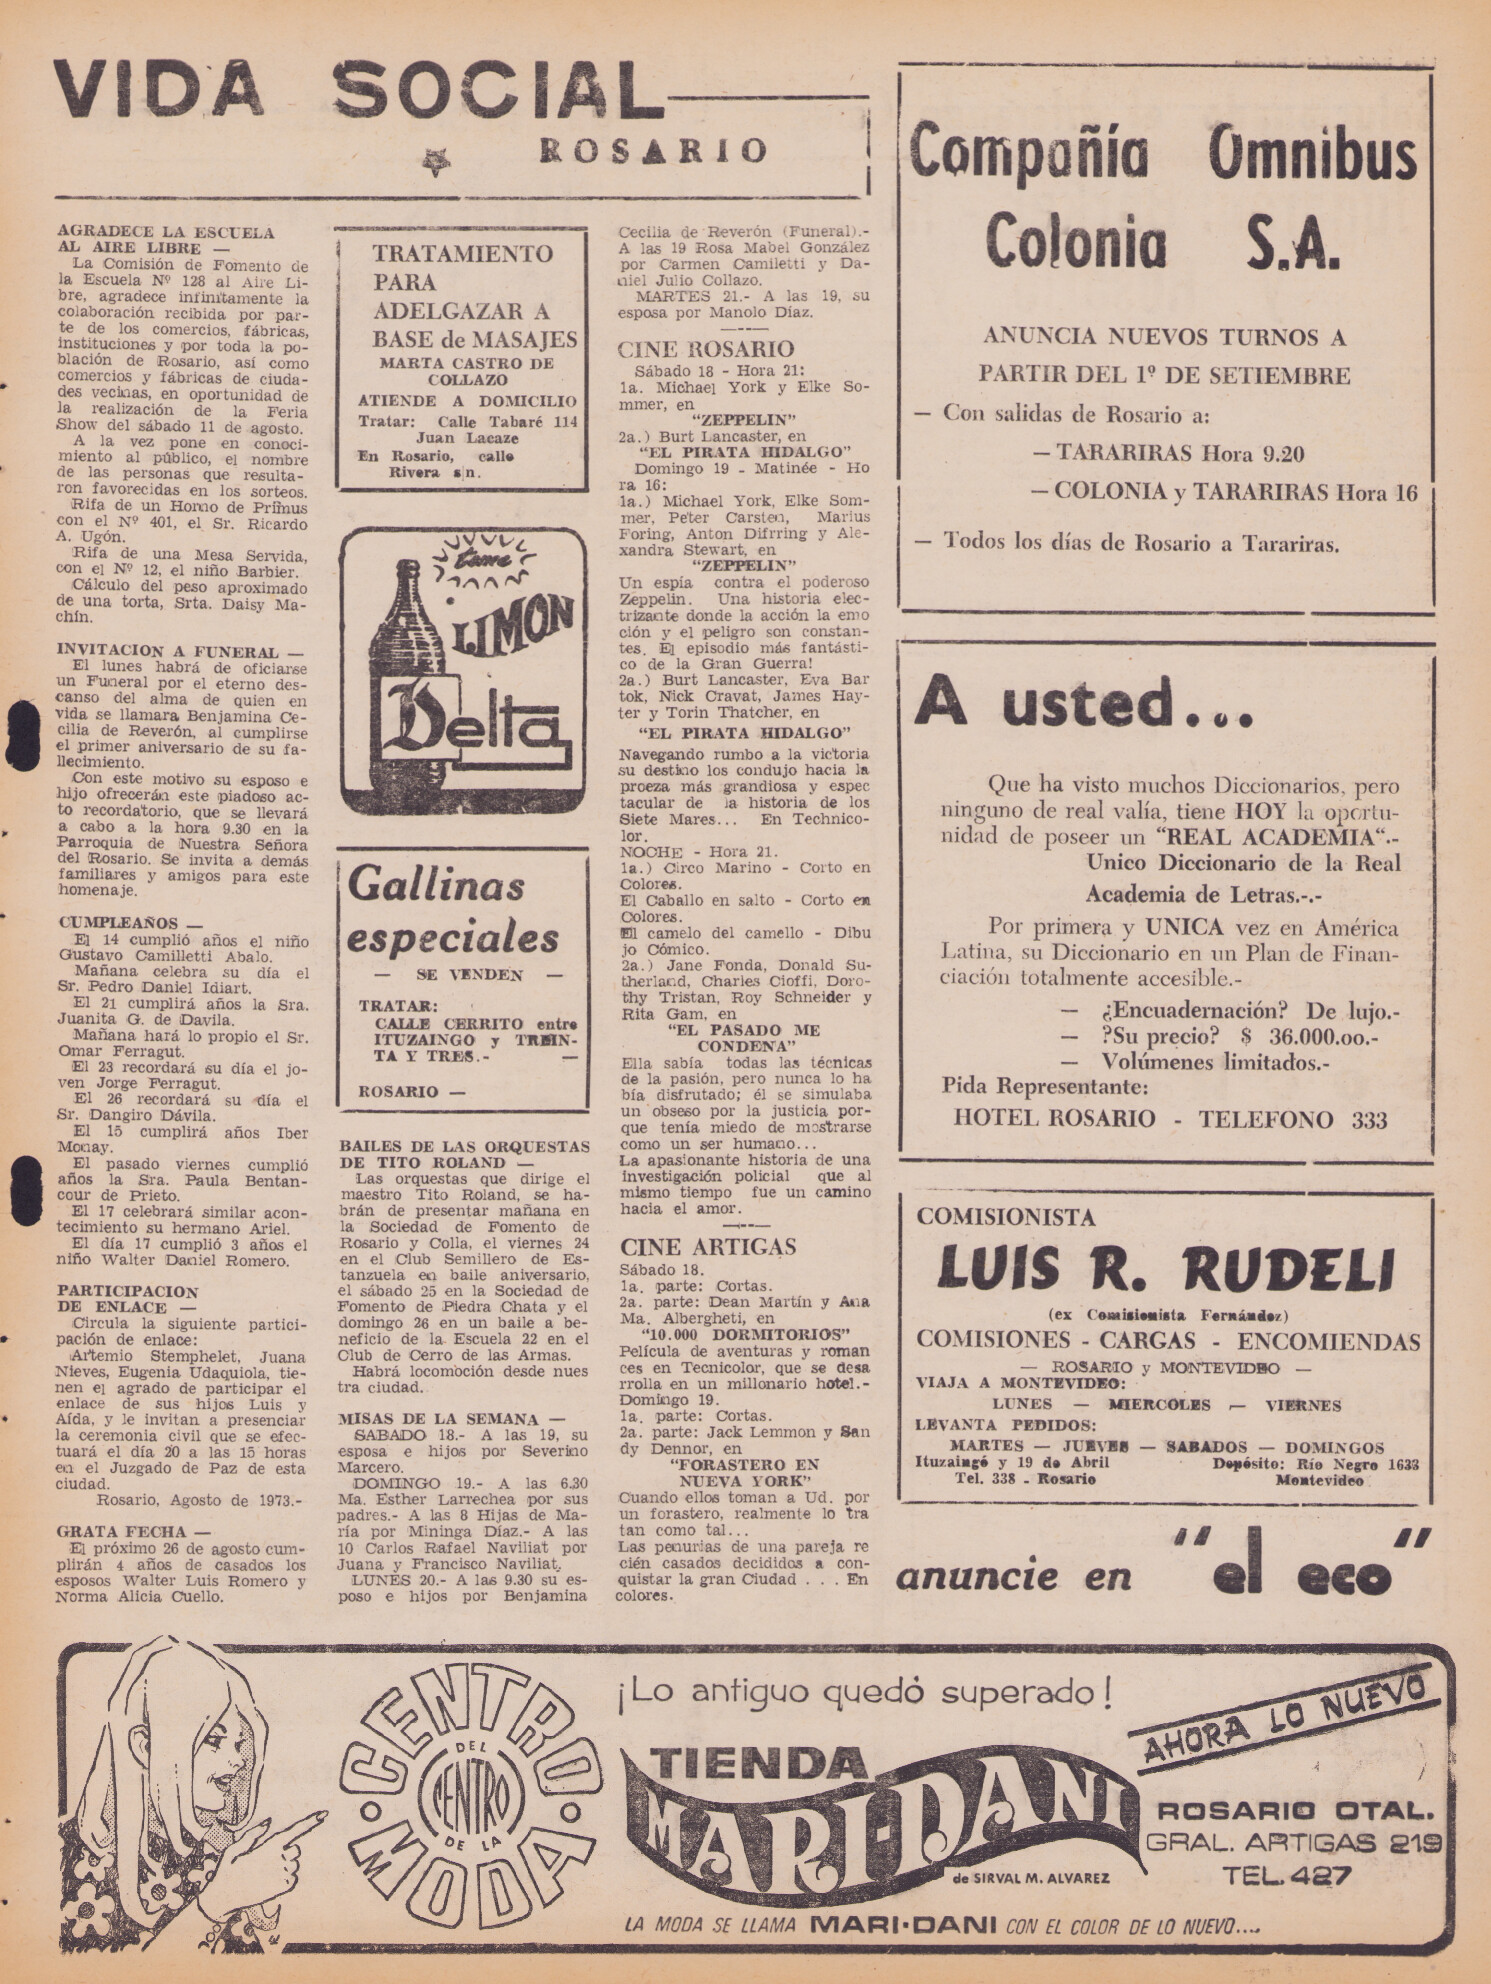 VIDA SOCIAL
ROSARIO
AGRADECE LA ESCUELA
AL AIRE LIBRE —
La Comisión de Fomento de
la Escuela Nº 128 al Aire Li-
bre, agradece infinitamente la
colaboración recibida por par-
te de los comercios, fábricas,
instituciones y por toda la po-
blación de Rosario, así como
comercios y fábricas de ciuda-
des vecinas, en oportunidad de
la realización de la Feria
Show del sábado 11 de agosto.
A la vez pone en conoci-
miento al público, el nombre
de las personas que resulta-
ron favorecidas en los sorteos.
Rifa de un Horno de Primus
con el Nº 401, el Sr. Ricardo
A. Ugón.
Rifa de una Mesa Servida,
con el Nº 12, el niño Barbier.
Cálculo del peso aproximado
de una torta, Srta. Daisy Ma-
chín.
INVITACION A FUNERAL —
El lunes habrá de oficiarse
un Funeral por el eterno des-
canso del alma de quien en
vida se llamara Benjamina Ce-
cilia de Reverón, al cumplirse
el primer aniversario de su fa-
llecimiento.
Con este motivo su esposo e
hijo ofrecerán este piadoso ac-
to recordatorio, que se llevará
a cabo a la hora 9.30 en la
Parroquia de Nuestra Señora
del Rosario. Se invita a demás
familiares y amigos para este
homenaje.
CUMPLEAÑOS —
El 14 cumplió años el niño
Gustavo Camilletti Abalo.
Mañana celebra su día el
Sr. Pedro Daniel Idiart.
El 21 cumplirá años la Sra.
Juanita G. de Davila.
Mañana hará lo propio el Sr.
Omar Ferragut.
El 23 recordará su día el jo-
ven Jorge Ferragut.
El 26 recordará su día el
Sr. Dangiro Dávila.
El 15 cumplirá años Iber
Monay.
El pasado viernes cumplió
años la Sra. Paula Bentan-
cour de Prieto.
El 17 celebrará similar acon-
tecimiento su hermano Ariel.
El día 17 cumplió 3 años el
niño Walter Daniel Romero.
PARTICIPACION
DE ENLACE —
Circula la siguiente partici-
pación de enlace:
Artemio Stemphelet, Juana
Nieves, Eugenia Udaquiola, tie-
nen el agrado de participar el
enlace de sus hijos Luis y
Aída, y le invitan a presenciar
la ceremonia civil que se efec-
tuará el día 20 a las 15 horas
en el Juzgado de Paz de esta
ciudad.
Rosario, Agosto de 1973.-
GRATA FECHA —
El próximo 26 de agosto cum-
plirán 4 años de casados los
esposos Walter Luis Romero y
Norma Alicia Cuello.
TRATAMIENTO
PARA
ADELGAZAR A
BASE de MASAJES
MARTA CASTRO DE
COLLAZO
ATIENDE A DOMICILIO
Tratar: Calle Tabaré 114
Juan Lacaze
En Rosario, calle
Rivera s/n.
tome
LIMON
Delta
Gallinas
especiales
— SE VENDEN —
TRATAR:
CALLE CERRITO entre
ITUZAINGO y TREIN-
TA Y TRES.- —
ROSARIO —
BAILES DE LAS ORQUESTAS
DE TITO ROLAND —
Las orquestas que dirige el
maestro Tito Roland, se ha-
brán de presentar mañana en
la Sociedad de Fomento de
Rosario y Colla, el viernes 24
en el Club Semillero de Es-
tanzuela en baile aniversario,
el sábado 25 en la Sociedad de
Fomento de Piedra Chata y el
domingo 26 en un baile a be-
neficio de la Escuela 22 en el
Club de Cerro de las Armas.
Habrá locomoción desde nues
tra ciudad.
MISAS DE LA SEMANA —
SABADO 18.- A las 19, su
esposa e hijos por Severino
Marcero.
DOMINGO 19.- A las 6.30
Ma. Esther Larrechea por sus
padres.- A las 8 Hijas de Ma-
ría por Mininga Díaz.- A las
10 Carlos Rafael Naviliat por
Juana y Francisco Naviliat.
LUNES 20.- A las 9.30 su es-
poso e hijos por Benjamina
Cecilia de Reverón (Funeral).-
A las 19 Rosa Mabel González
por Carmen Camiletti y Da-
niel Julio Collazo.
MARTES 21.- A las 19, su
esposa por Manolo Díaz.
CINE ROSARIO
Sábado 18 - Hora 21:
1a. Michael York y Elke So-
mmer, en
"ZEPPELIN"
2a.) Burt Lancaster, en
"EL PIRATA HIDALGO"
Domingo 19 - Matinée - Ho
ra 16:
1a.) Michael York, Elke Som-
mer, Peter Carsten, Marius
Foring, Anton Difrring y Ale-
xandra Stewart, en
"ZEPPELIN"
Un espía contra el poderoso
Zeppelin. Una historia elec-
trizante donde la acción la emo
ción y el peligro son constan-
tes. El episodio más fantásti-
co de la Gran Guerra!
2a.) Burt Lancaster, Eva Bar
tok, Nick Cravat, James Hay-
ter y Torin Thatcher, en
"EL PIRATA HIDALGO"
Navegando rumbo a la victoria
su destino los condujo hacia la
proeza más grandiosa y espec
tacular de la historia de los
Siete Mares... En Technico-
lor.
NOCHE - Hora 21.
1a.) Circo Marino - Corto en
Colores.
El Caballo en salto - Corto en
Colores.
El camelo del camello - Dibu
jo Cómico.
2a.) Jane Fonda, Donald Su-
therland, Charles Cioffi, Doro-
thy Tristan, Roy Schneider y
Rita Gam, en
"EL PASADO ME
CONDENA"
Ella sabía todas las técnicas
de la pasión, pero nunca lo ha
bía disfrutado; él se simulaba
un obseso por la justicia por-
que tenía miedo de mostrarse
como un ser humano...
La apasionante historia de una
investigación policial que al
mismo tiempo fue un camino
hacia el amor.
CINE ARTIGAS
Sábado 18.
1a. parte: Cortas.
2a. parte: Dean Martín y Ana
Ma. Albergheti, en
"10.000 DORMITORIOS"
Película de aventuras y roman
ces en Tecnicolor, que se desa
rrolla en un millonario hotel.-
Domingo 19.
1a. parte: Cortas.
2a. parte: Jack Lemmon y San
dy Dennor, en
"FORASTERO EN
NUEVA YORK"
Cuando ellos toman a Ud. por
un forastero, realmente lo tra
tan como tal...
Las penurias de una pareja re
cién casados decididos a con-
quistar la gran Ciudad . . . En
colores.
Compañía Omnibus
Colonia S.A.
ANUNCIA NUEVOS TURNOS A
PARTIR DEL 1º DE SETIEMBRE
— Con salidas de Rosario a:
— TARARIRAS Hora 9.20
— COLONIA y TARARIRAS Hora 16
— Todos los días de Rosario a Tarariras.
A usted...
Que ha visto muchos Diccionarios, pero
ninguno de real valía, tiene HOY la oportu-
nidad de poseer un "REAL ACADEMIA".-
Unico Diccionario de la Real
Academia de Letras.-.-
Por primera y UNICA vez en América
Latina, su Diccionario en un Plan de Finan-
ciación totalmente accesible.-
— ¿Encuadernación? De lujo.-
— ?Su precio? $ 36.000.oo.-
— Volúmenes limitados.-
Pida Representante:
HOTEL ROSARIO - TELEFONO 333
COMISIONISTA
LUIS R. RUDELI
(ex Comisionista Fernández)
COMISIONES - CARGAS - ENCOMIENDAS
— ROSARIO y MONTEVIDEO —
VIAJA A MONTEVIDEO:
LUNES — MIERCOLES — VIERNES
LEVANTA PEDIDOS:
MARTES — JUEVES — SABADOS — DOMINGOS
Ituzaingó y 19 de Abril Depósito: Río Negro 1633
Tel. 338 - Rosario Montevideo
anuncie en "el eco"
CENTRO MODA
DEL
CENTRO
DE LA
¡Lo antiguo quedó superado!
AHORA LO NUEVO
TIENDA
MARI-DANI
de SIRVAL M. ALVAREZ
ROSARIO OTAL.
GRAL. ARTIGAS 219
TEL. 427
LA MODA SE LLAMA MARI·DANI CON EL COLOR DE LO NUEVO....